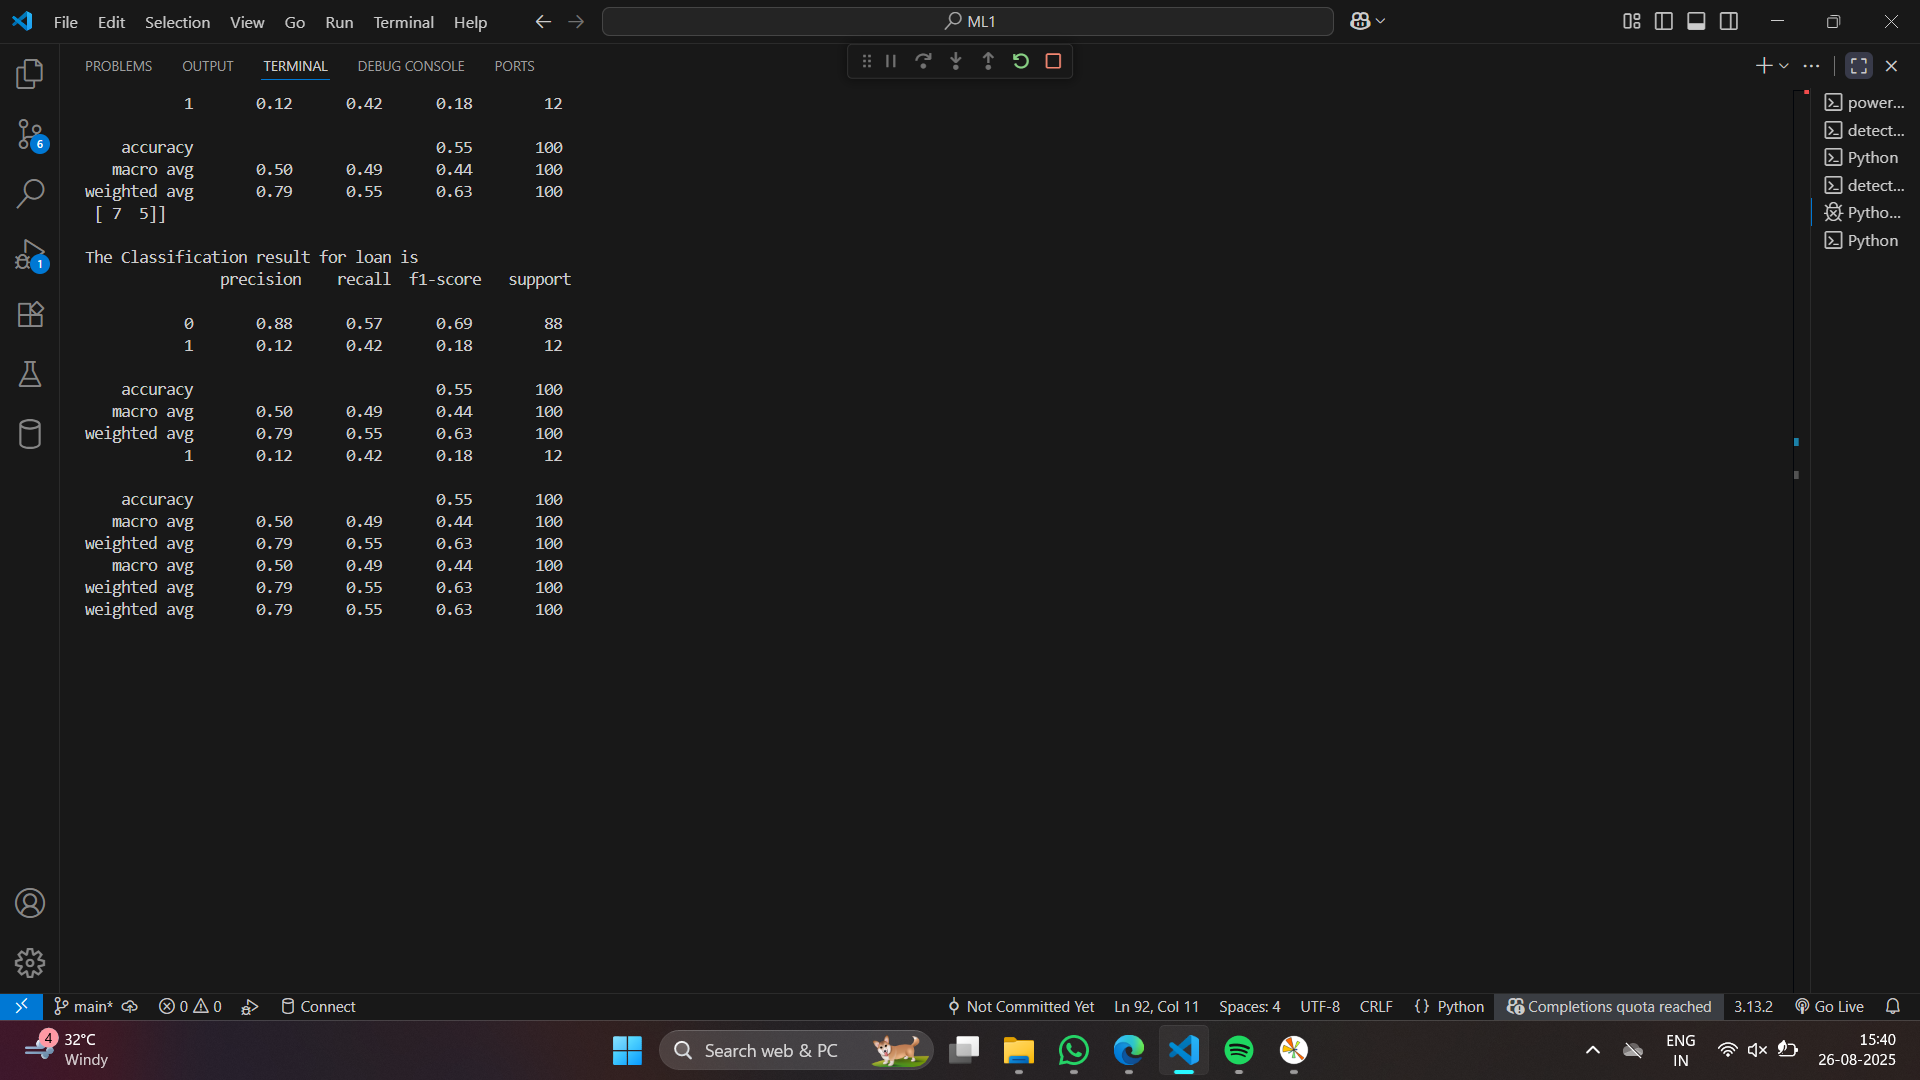 File Edit Selection View Go Run Terminal Help ML1
PROBLEMS OUTPUT TERMINAL DEBUG CONSOLE PORTS
1 0.12 0.42 0.18 12
accuracy 0.55 100
macro avg 0.50 0.49 0.44 100
weighted avg 0.79 0.55 0.63 100
[ 7 5]]
The Classification result for loan is
precision recall f1-score support
0 0.88 0.57 0.69 88
1 0.12 0.42 0.18 12
accuracy 0.55 100
macro avg 0.50 0.49 0.44 100
weighted avg 0.79 0.55 0.63 100
1 0.12 0.42 0.18 12
accuracy 0.55 100
macro avg 0.50 0.49 0.44 100
weighted avg 0.79 0.55 0.63 100
macro avg 0.50 0.49 0.44 100
weighted avg 0.79 0.55 0.63 100
weighted avg 0.79 0.55 0.63 100
power...
detect...
Python
detect...
Pytho...
Python
6
1
main* 0 0 Connect Not Committed Yet Ln 92, Col 11 Spaces: 4 UTF-8 CRLF {} Python Completions quota reached 3.13.2 Go Live
4
32°C
Windy
Search web & PC
ENG
IN
15:40
26-08-2025